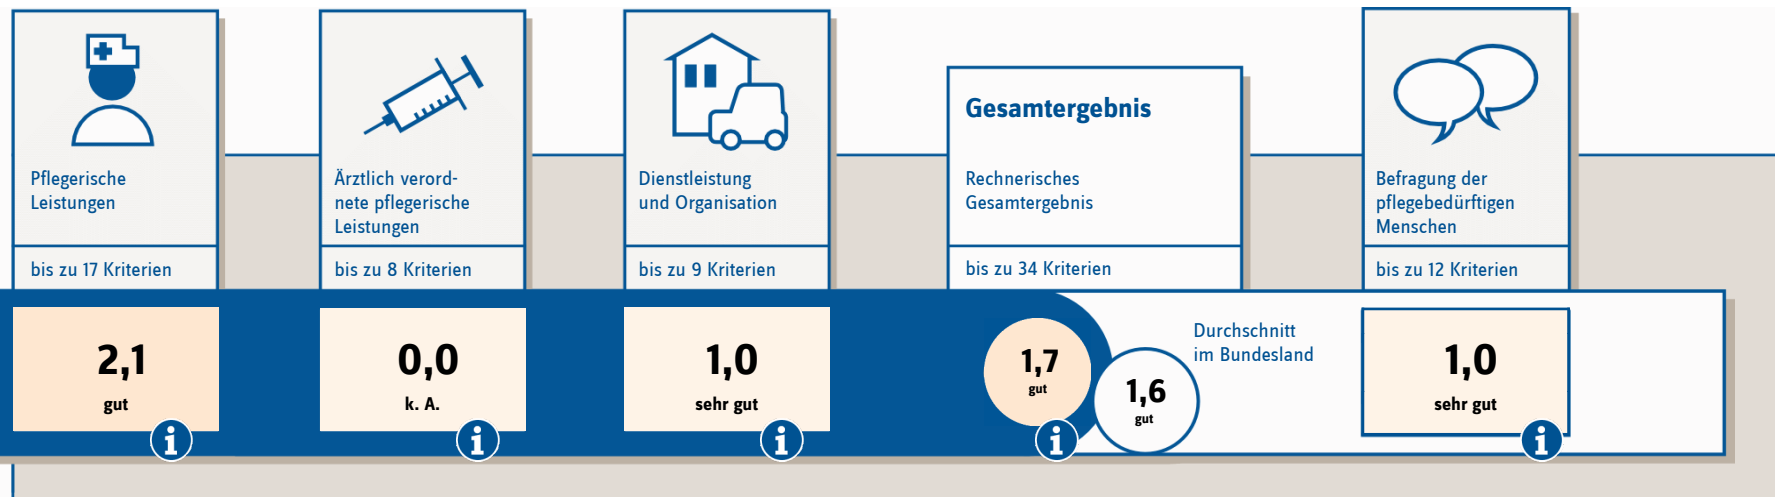 Pflegerische
Leistungen
bis zu 17 Kriterien
2,1
gut
i
Ärztlich verord-
nete pflegerische
Leistungen
bis zu 8 Kriterien
0,0
k. A.
i
Dienstleistung
und Organisation
bis zu 9 Kriterien
1,0
sehr gut
i
Gesamtergebnis
Rechnerisches
Gesamtergebnis
bis zu 34 Kriterien
1,7
gut
i
1,6
gut
Durchschnitt
im Bundesland
Befragung der
pflegebedürftigen
Menschen
bis zu 12 Kriterien
1,0
sehr gut
i